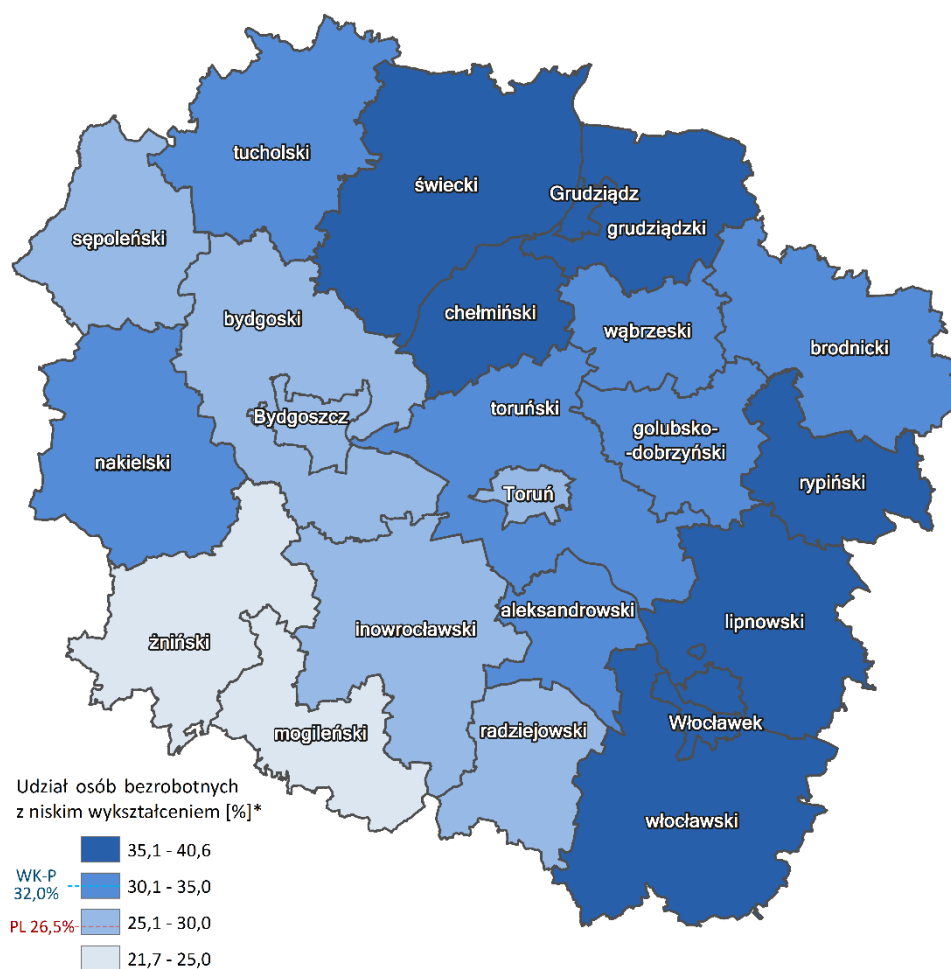 tucholski
świecki
Grudziądz
grudziądzki
sępoleński
chełmiński
bydgoski
wąbrzeski
brodnicki
toruński
Bydgoszcz
golubsko-
-dobrzyński
nakielski
rypiński
Toruń
aleksandrowski
lipnowski
inowrocławski
żniński
Włocławek
radziejowski
mogileński
włocławski
Udział osób bezrobotnych
z niskim wykształceniem [%]*
35,1 - 40,6
WK-P
32,0%
30,1 - 35,0
PL 26,5%
25,1 - 30,0
21,7 - 25,0